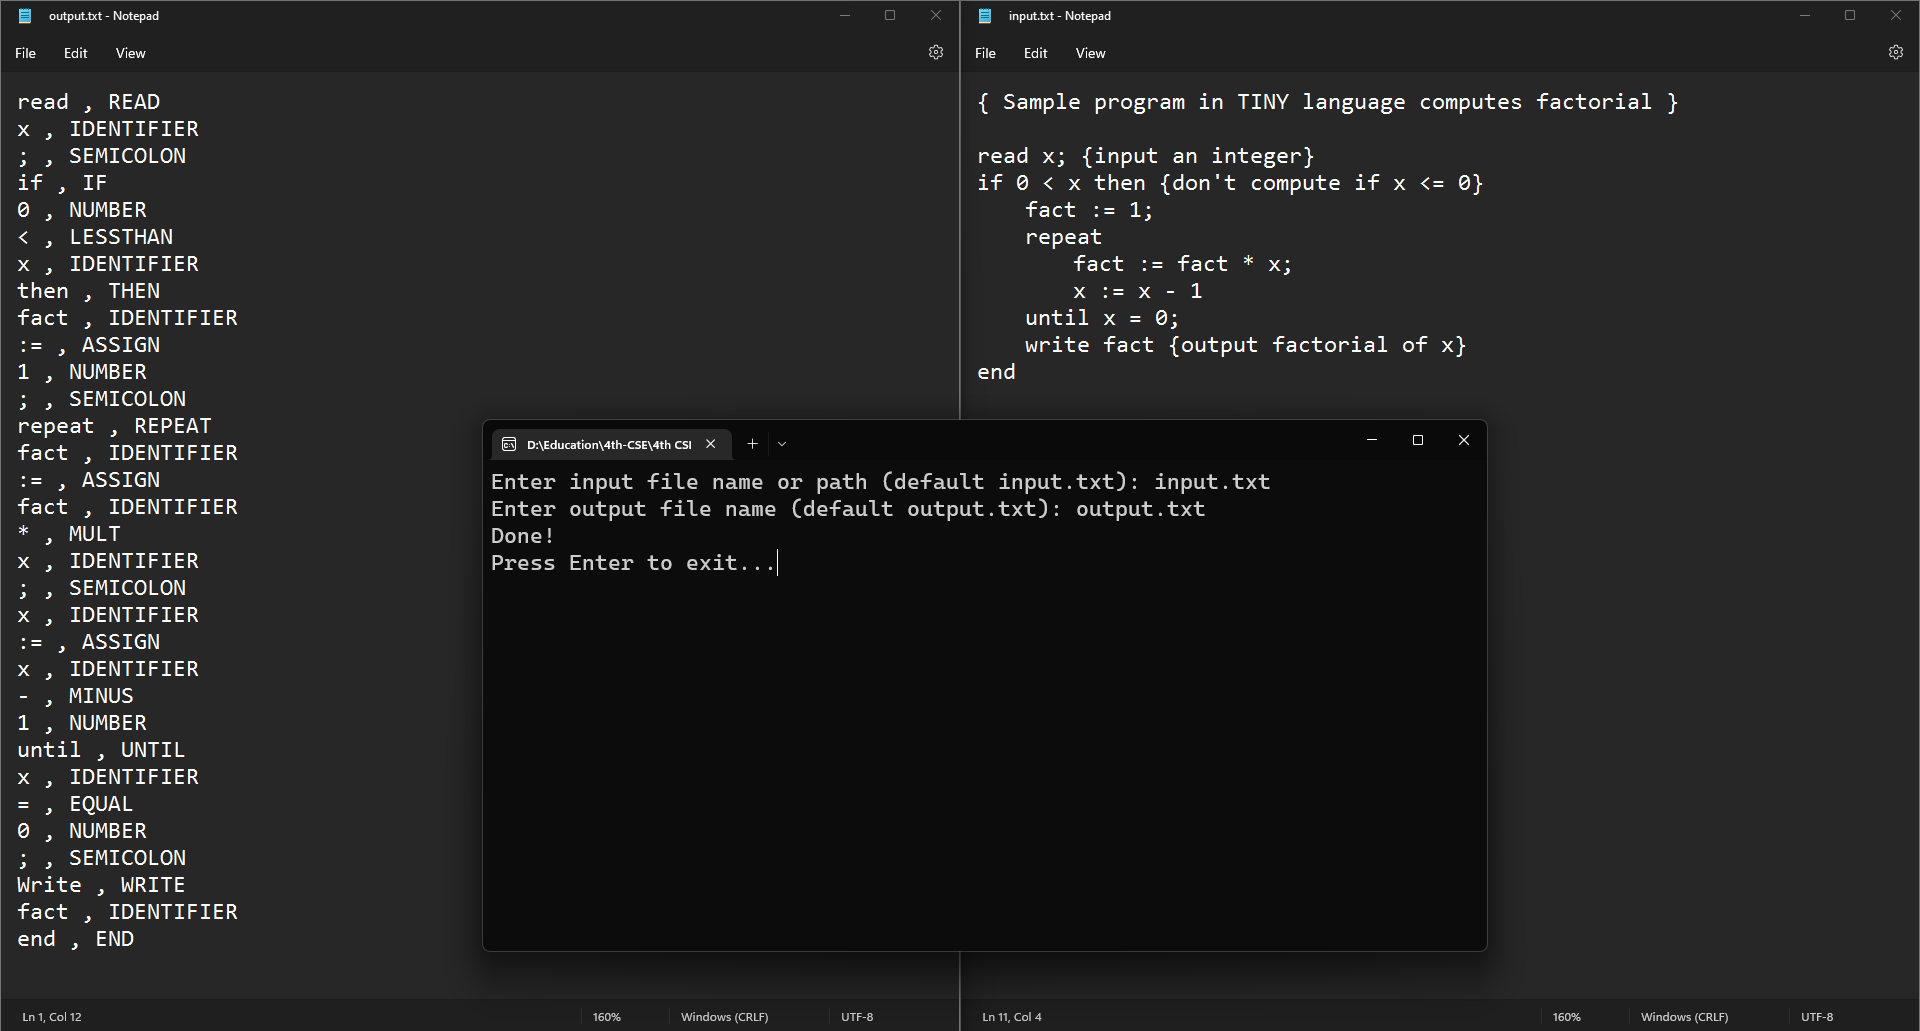 output.txt - Notepad
File Edit View
read , READ
x , IDENTIFIER
; , SEMICOLON
if , IF
0 , NUMBER
< , LESSTHAN
x , IDENTIFIER
then , THEN
fact , IDENTIFIER
:= , ASSIGN
1 , NUMBER
; , SEMICOLON
repeat , REPEAT
fact , IDENTIFIER
:= , ASSIGN
fact , IDENTIFIER
* , MULT
x , IDENTIFIER
; , SEMICOLON
x , IDENTIFIER
:= , ASSIGN
x , IDENTIFIER
- , MINUS
1 , NUMBER
until , UNTIL
x , IDENTIFIER
= , EQUAL
0 , NUMBER
; , SEMICOLON
Write , WRITE
fact , IDENTIFIER
end , END
Ln 1, Col 12 160% Windows (CRLF) UTF-8
input.txt - Notepad
File Edit View
{ Sample program in TINY language computes factorial }
read x; {input an integer}
if 0 < x then {don't compute if x <= 0}
fact := 1;
repeat
fact := fact * x;
x := x - 1
until x = 0;
write fact {output factorial of x}
end
Ln 11, Col 4 160% Windows (CRLF) UTF-8
D:\Education\4th-CSE\4th CSI
Enter input file name or path (default input.txt): input.txt
Enter output file name (default output.txt): output.txt
Done!
Press Enter to exit...